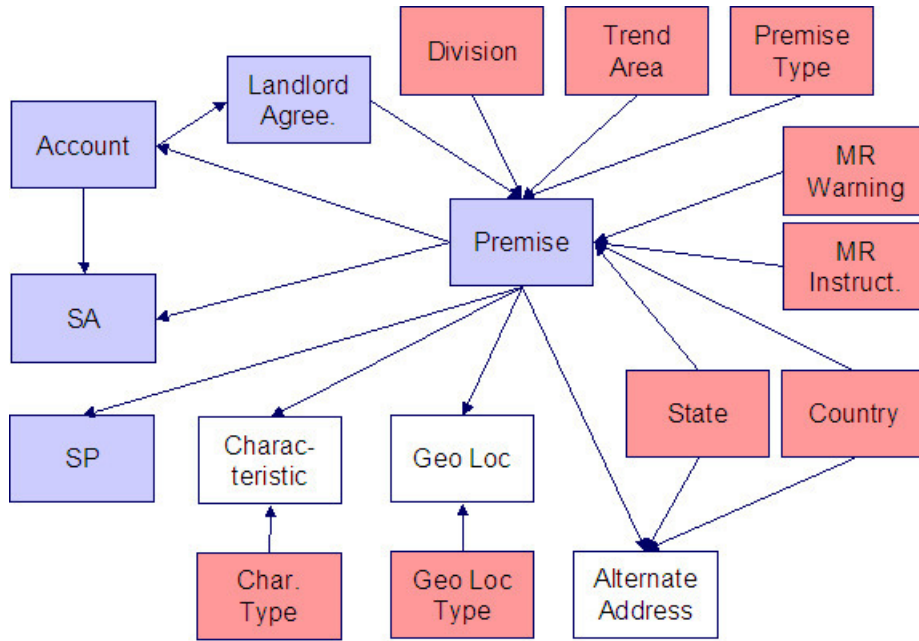 Division
Trend
Area
Premise
Type
Landlord
Agree.
Account
MR
Warning
Premise
MR
Instruct.
SA
State
Country
SP
Charac-
teristic
Geo Loc
Char.
Type
Geo Loc
Type
Alternate
Address